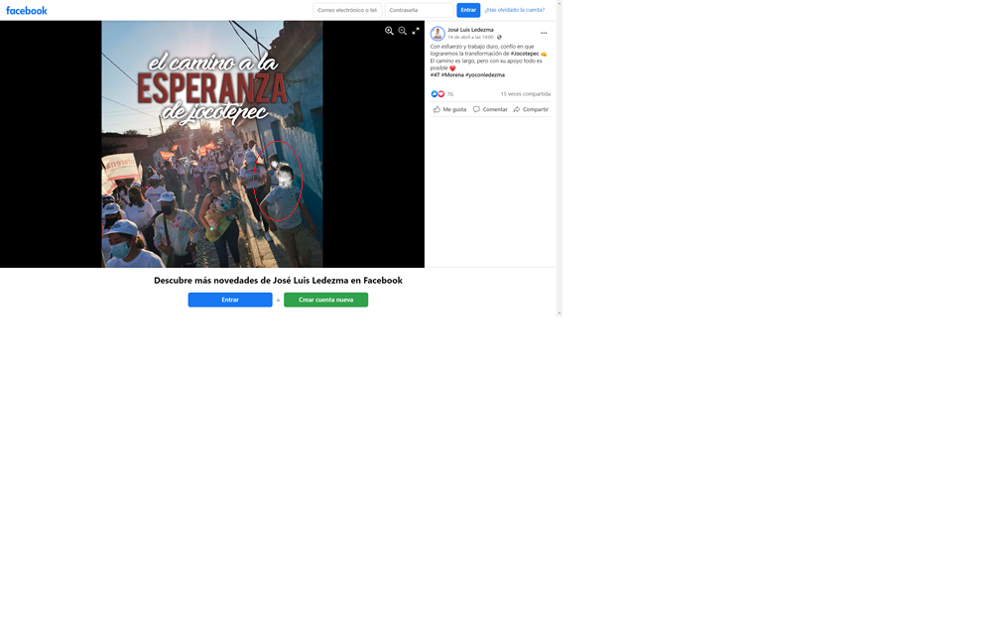 facebook
Correo electrónico o tel
Contraseña
Entrar
¿Has olvidado la cuenta?
el camino a la
ESPERANZA
de jocotepec
morena
José Luis Ledezma
14 de abril a las 14:00 ·
Con esfuerzo y trabajo duro, confío en que
lograremos la transformación de #Jocotepec
El camino es largo, pero con su apoyo todo es
posible
#4T #Morena #yoconledezma
76
15 veces compartida
Me gusta
Comentar
Compartir
Descubre más novedades de José Luis Ledezma en Facebook
Entrar
o
Crear cuenta nueva